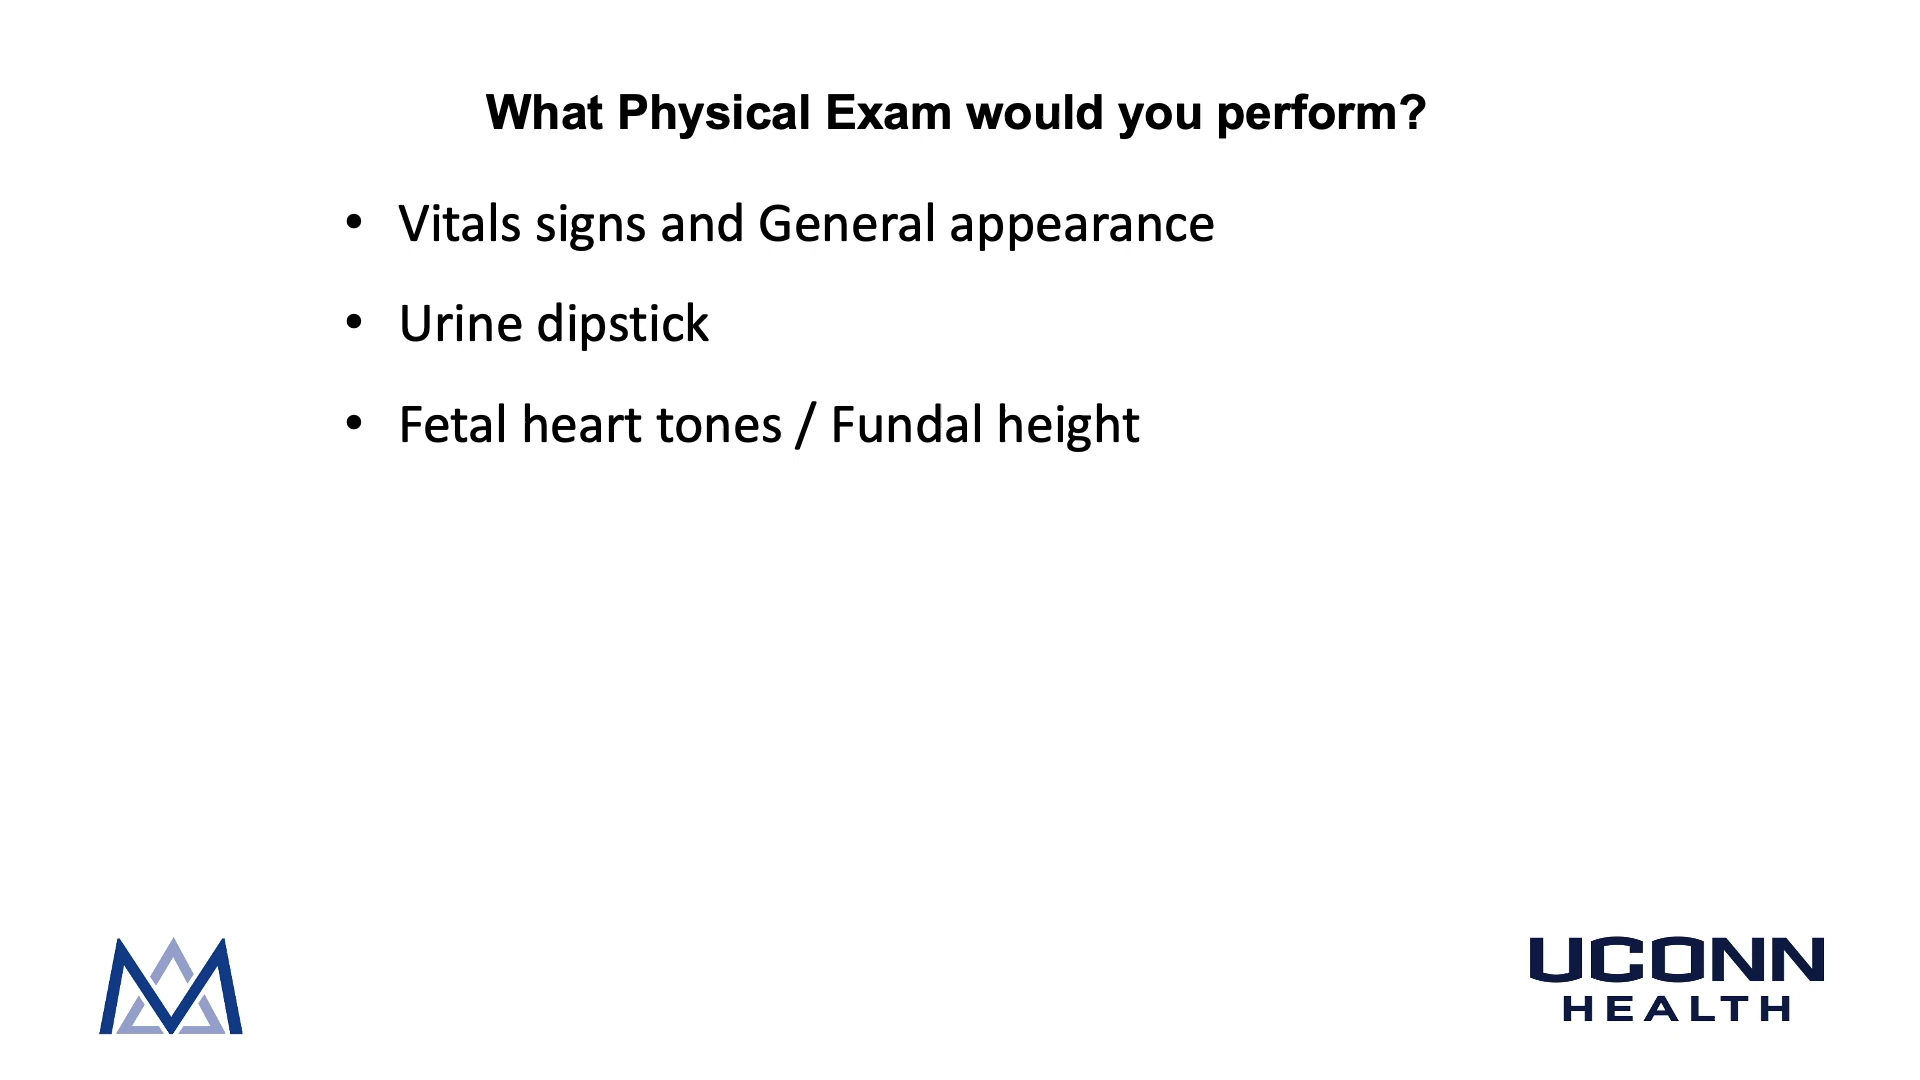 What Physical Exam would you perform?
• Vitals signs and General appearance
• Urine dipstick
• Fetal heart tones / Fundal height
UCONN
HEALTH